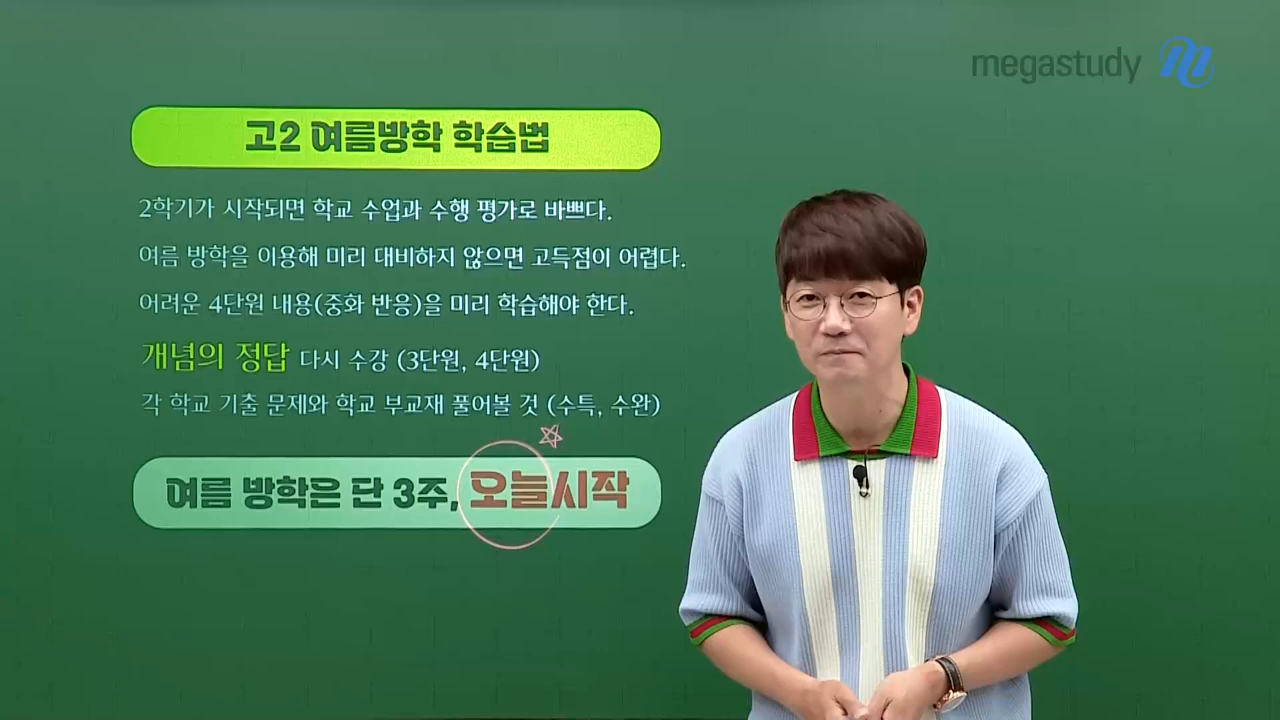 megastudy
고2 여름방학 학습법
2학기가 시작되면 학교 수업과 수행 평가로 바쁘다.
여름 방학을 이용해 미리 대비하지 않으면 고득점이 어렵다.
어려운 4단원 내용(중화 반응)을 미리 학습해야 한다.
개념의 정답 다시 수강 (3단원, 4단원)
각 학교 기출 문제와 학교 부교재 풀어볼 것 (수특, 수완)
여름 방학은 단 3주, 오늘시작